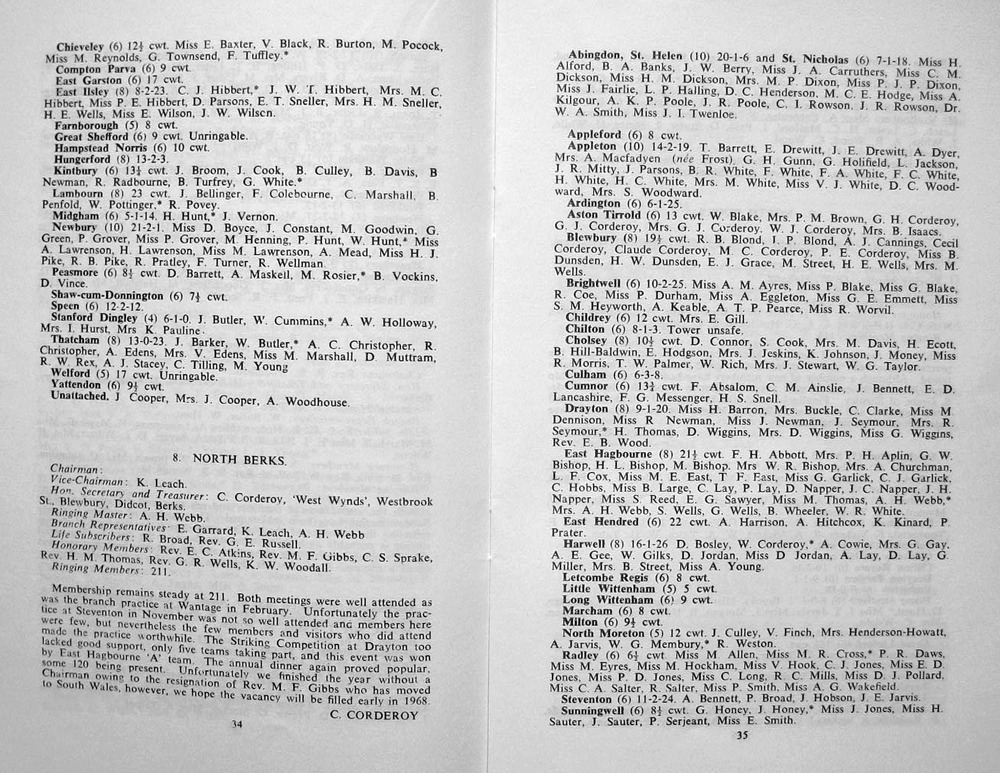 Chieveley (6) 12½ cwt. Miss E. Baxter, V. Black, R. Burton, M. Pocock,
Miss M. Reynolds, G. Townsend, F. Tuffley.*
Compton Parva (6) 9 cwt.
East Garston (6) 17 cwt.
East Ilsley (8) 8-2-23. C. J. Hibbert,* J. W. T. Hibbert, Mrs. M. C.
Hibbert, Miss P. E. Hibbert, D. Parsons, E. T. Sneller, Mrs. H. M. Sneller,
H. E. Wells, Miss E. Wilson, J. W. Wilson.
Farnborough (5) 8 cwt.
Great Shefford (6) 9 cwt. Unringable.
Hampstead Norris (6) 10 cwt.
Hungerford (8) 13-2-3.
Kintbury (6) 13½ cwt. J. Broom, J. Cook, B. Culley, B. Davis, B
Newman, R. Radbourne, B. Turfrey, G. White.*
Lambourn (8) 23 cwt. J. Bellinger, F. Colebourne, C. Marshall, B.
Penfold, W. Pottinger,* R. Povey.
Midgham (6) 5-1-14. H. Hunt,* J. Vernon.
Newbury (10) 21-2-1. Miss D. Boyce, J. Constant, M. Goodwin, G.
Green, P. Grover, Miss P. Grover, M. Henning, P. Hunt, W. Hunt,* Miss
A. Lawrenson, H. Lawrenson, Miss M. Lawrenson, A. Mead, Miss H. J.
Pike, R. B. Pike, R. Pratley, F. Turner, R. Wellman.
Peasmore (6) 8½ cwt. D. Barrett, A. Maskell, M. Rosier,* B. Vockins,
D. Vince.
Shaw-cum-Donnington (6) 7½ cwt.
Speen (6) 12-2-12.
Stanford Dingley (4) 6-1-0. J. Butler, W. Cummins,* A. W. Holloway,
Mrs. I. Hurst, Mrs K. Pauline.
Thatcham (8) 13-0-23. J. Barker, W. Butler,* A. C. Christopher, R.
Christopher, A. Edens, Mrs. V. Edens, Miss M. Marshall, D. Muttram,
R. W. Rex, A. J. Stacey, C. Tilling, M. Young
Welford (5) 17 cwt. Unringable.
Yattendon (6) 9½ cwt.
Unattached. J Cooper, Mrs. J. Cooper, A. Woodhouse.
8. NORTH BERKS.
Chairman:
Vice-Chairman: K. Leach.
Hon. Secretary and Treasurer: C. Corderoy, 'West Wynds', Westbrook
St., Blewbury, Didcot, Berks.
Ringing Master: A. H. Webb.
Branch Representatives: E. Garrard, K. Leach, A. H. Webb
Life Subscribers: R. Broad, Rev. G. E. Russell.
Honorary Members: Rev. E. C. Atkins, Rev. M. F. Gibbs, C. S. Sprake,
Rev. H. M. Thomas, Rev. G. R. Wells, K. W. Woodall.
Ringing Members: 211.
Membership remains steady at 211. Both meetings were well attended as
was the branch practice at Wantage in February. Unfortunately the prac-
tice at Steventon in November was not so well attended and members here
were few, but nevertheless the few members and visitors who did attend
made the practice worthwhile. The Striking Competition at Drayton too
lacked good support, only five teams taking part, and this event was won
by East Hagbourne 'A' team. The annual dinner again proved popular,
some 120 being present. Unfortunately we finished the year without a
Chairman owing to the resignation of Rev. M. F. Gibbs who has moved
to South Wales, however, we hope the vacancy will be filled early in 1968.
C. CORDEROY
34
Abingdon, St. Helen (10) 20-1-6 and St. Nicholas (6) 7-1-18. Miss H.
Alford, B. A. Banks, J. W. Berry, Miss J. A. Carruthers, Miss C. M.
Dickson, Miss H. M. Dickson, Mrs. M. P. Dixon, Miss P. J. P. Dixon,
Miss J. Fairlie, L. P. Halling, D. C. Henderson, M. C. E. Hodge, Miss A.
Kilgour, A. K. P. Poole, J. R. Poole, C. I. Rowson, J. R. Rowson, Dr.
W. A. Smith, Miss J. I. Twenloe.
Appleford (6) 8 cwt.
Appleton (10) 14-2-19. T. Barrett, E. Drewitt, J. E. Drewitt, A. Dyer,
Mrs. A. Macfadyen (née Frost), G. H. Gunn, G. Holifield, L. Jackson,
J. R. Mitty, J. Parsons, B. R. White, F. White, F. A. White, F. C. White,
H. White, H. C. White, Mrs. M. White, Miss V. J. White, D. C. Wood-
ward, Mrs. S. Woodward.
Ardington (6) 6-1-25.
Aston Tirrold (6) 13 cwt. W. Blake, Mrs. P. M. Brown, G. H. Corderoy,
G. J. Corderoy, Mrs. G. J. Corderoy. W. J. Corderoy, Mrs. B. Isaacs.
Blewbury (8) 19½ cwt. R. B. Blond, J. P. Blond, A. J. Cannings, Cecil
Corderoy, Claude Corderoy, M. C. Corderoy, P. E. Corderoy, Miss B.
Dunsden, H. W. Dunsden, E. J. Grace, M. Street, H. E. Wells, Mrs. M.
Wells.
Brightwell (6) 10-2-25. Miss A. M. Ayres, Miss P. Blake, Miss G. Blake,
R. Coe, Miss P. Durham, Miss A. Eggleton, Miss G. E. Emmett, Miss
S. M. Heyworth, A. Keable, A. T. P. Pearce, Miss R. Worvil.
Childrey (6) 12 cwt. Mrs. E. Gill.
Chilton (6) 8-1-3. Tower unsafe.
Cholsey (8) 10½ cwt. D. Connor, S. Cook, Mrs. M. Davis, H. Ecott,
B. Hill-Baldwin, E. Hodgson, Mrs. J. Jeskins, K. Johnson, J. Money, Miss
R. Morris, T. W. Palmer, W. Rich, Mrs. J. Stewart, W. G. Taylor.
Culham (6) 6-3-8.
Cumnor (6) 13¾ cwt. F. Absalom, C. M. Ainslie, J. Bennett, E. D.
Lancashire, F. G. Messenger, H. S. Snell.
Drayton (8) 9-1-20. Miss H. Barron, Mrs. Buckle, C. Clarke, Miss M.
Dennison, Miss R Newman, Miss J. Newman, J. Seymour, Mrs. R.
Seymour,* H. Thomas, D. Wiggins, Mrs. D. Wiggins, Miss G. Wiggins,
Rev. E. B. Wood.
East Hagbourne (8) 21½ cwt. F. H. Abbott, Mrs. P. H. Aplin, G. W.
Bishop, H. L. Bishop, M. Bishop, Mrs W. R. Bishop, Mrs. A. Churchman,
L. F. Cox, Miss M. E. East, T F. East, Miss G. Garlick, C. J. Garlick,
C. Hobbs, Miss B. Large, C. Lay, P. Lay, D. Napper, J. C. Napper, J. H.
Napper, Miss S. Reed, E. G. Sawyer, Miss M. Thomas, A. H. Webb,*
Mrs. A. H. Webb, S. Wells, G. Wells, B. Wheeler, W. R. White.
East Hendred (6) 22 cwt. A. Harrison, A. Hitchcox, K. Kinard, P.
Prater.
Harwell (8) 16-1-26 D. Bosley, W. Corderoy,* A. Cowie, Mrs. G. Gay,
A. E. Gee, W. Gilks, D. Jordan, Miss D Jordan, A. Lay, D. Lay, G.
Miller, Mrs. B. Street, Miss A. Young.
Letcombe Regis (6) 8 cwt.
Little Wittenham (5) 5 cwt.
Long Wittenham (6) 9 cwt.
Marcham (6) 8 cwt.
Milton (6) 9½ cwt.
North Moreton (5) 12 cwt. J. Culley, V. Finch, Mrs. Henderson-Howatt,
A. Jarvis, W. G. Membury,* R. Weston.
Radley (6) 6½ cwt. Miss M. Allen, Miss M. R. Cross,* P. R. Daws,
Miss M. Eyres, Miss M. Hockham, Miss V. Hook, C. J. Jones, Miss E. D.
Jones, Miss P. D. Jones, Miss C. Long, R. C. Mills, Miss D. J. Pollard,
Miss C. A. Salter, R. Salter, Miss P. Smith, Miss A. G. Wakefield.
Steventon (6) 11-2-24. A. Bennett, P. Broad, J. Hobson, J. E. Jarvis.
Sunningwell (6) 8½ cwt. G. Honey, J. Honey,* Miss J. Jones, Miss H.
Sauter, J. Sauter, P. Serjeant, Miss E. Smith.
35